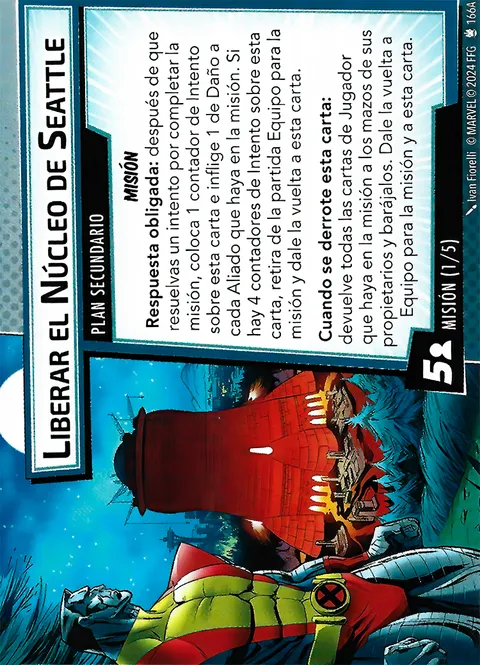 LIBERAR EL NÚCLEO DE SEATTLE
PLAN SECUNDARIO
MISIÓN
Respuesta obligada: después de que
resuelvas un intento por completar la
misión, coloca 1 contador de Intento
sobre esta carta e inflige 1 de Daño a
cada Aliado que haya en la misión. Si
hay 4 contadores de Intento sobre esta
carta, retira de la partida Equipo para la
misión y dale la vuelta a esta carta.
Cuando se derrote esta carta:
devuelve todas las cartas de Jugador
que haya en la misión a los mazos de sus
propietarios y barájalos. Dale la vuelta a
Equipo para la misión y a esta carta.
5
MISIÓN (1/5)
Ivan Fiorelli © MARVEL © 2024 FFG 166A